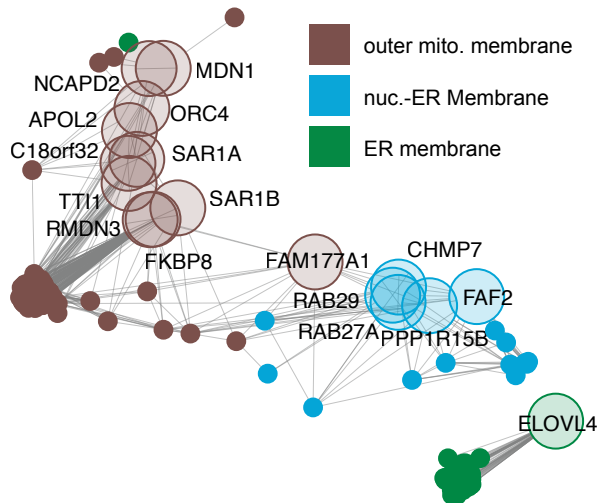 outer mito. membrane
nuc.-ER Membrane
ER membrane
NCAPD2
MDN1
APOL2
ORC4
C18orf32
SAR1A
TTI1
SAR1B
RMDN3
FKBP8
FAM177A1
CHMP7
RAB29
FAF2
RAB27A
PPP1R15B
ELOVL4